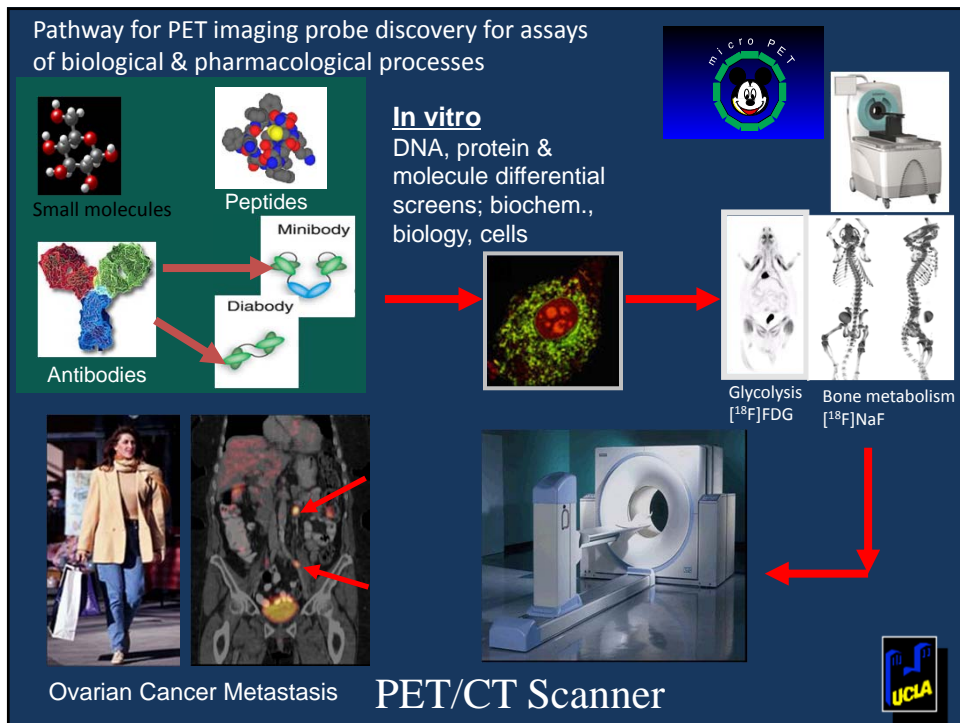 Pathway for PET imaging probe discovery for assays
of biological & pharmacological processes
micro PET
Small molecules
Peptides
Minibody
Diabody
Antibodies
In vitro
DNA, protein &
molecule differential
screens; biochem.,
biology, cells
Glycolysis
[¹⁸F]FDG
Bone metabolism
[¹⁸F]NaF
Ovarian Cancer Metastasis
PET/CT Scanner
UCLA